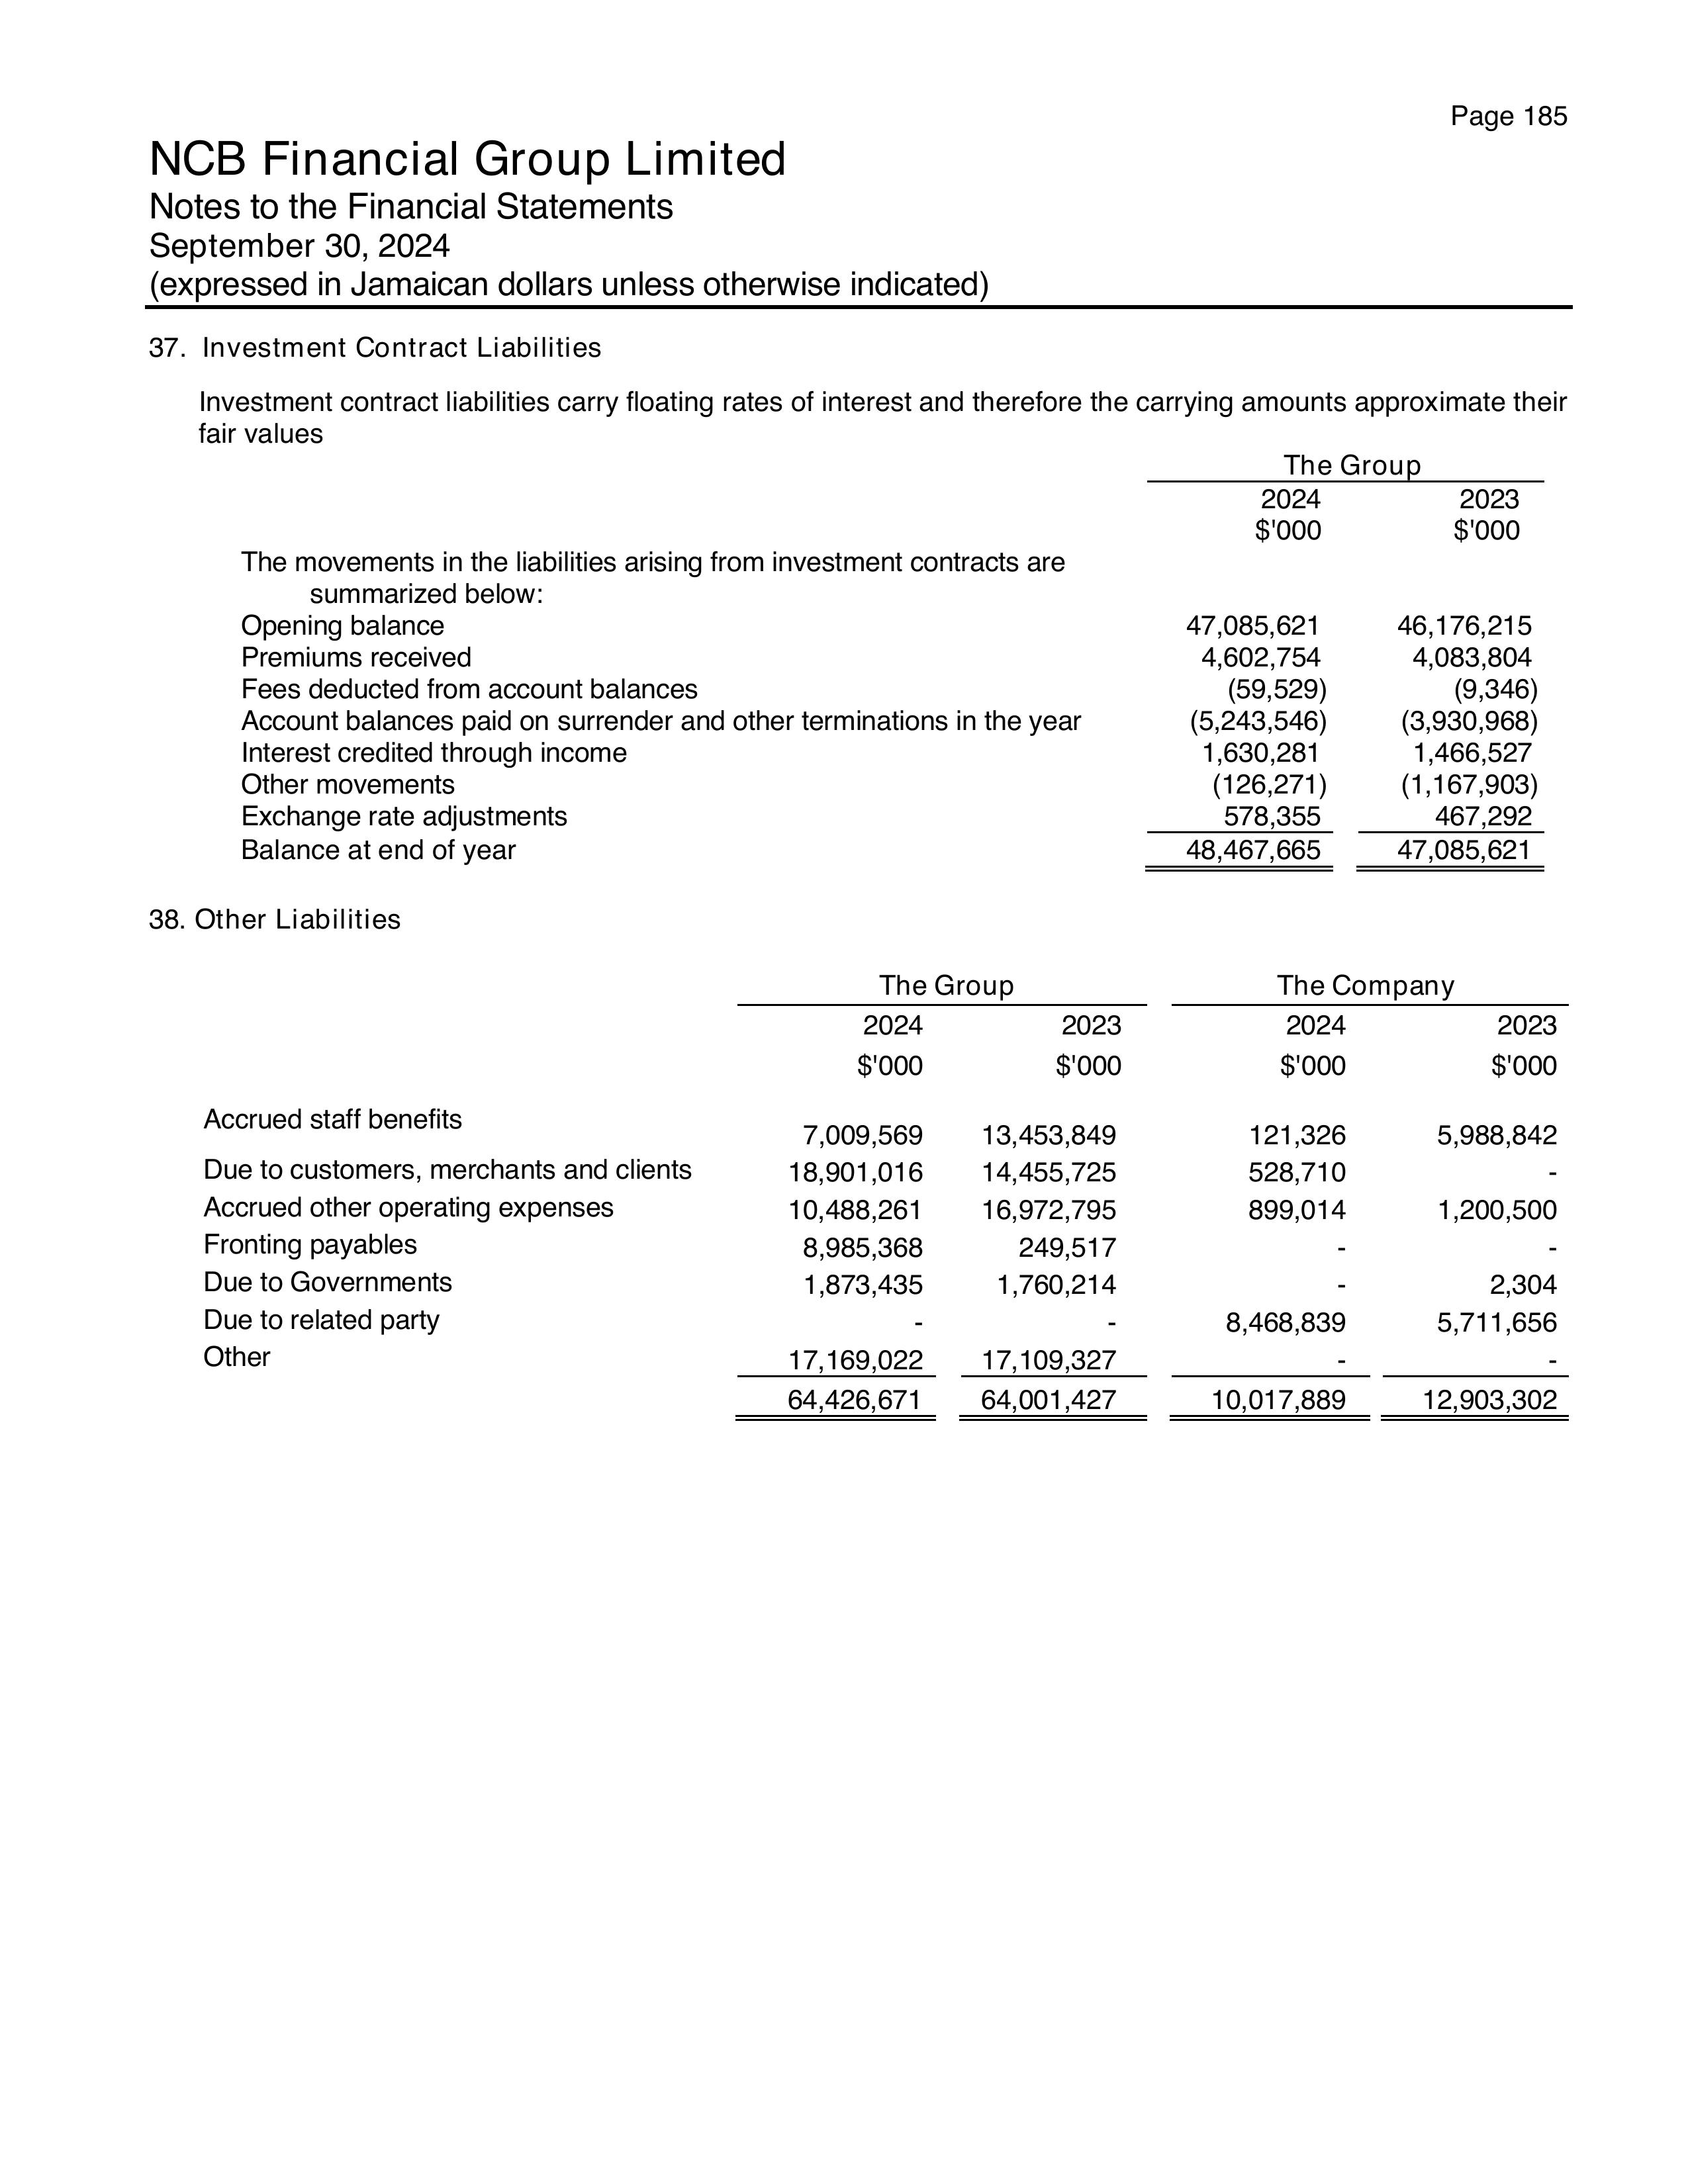 Page 185
NCB Financial Group Limited
Notes to the Financial Statements
September 30, 2024
(expressed in Jamaican dollars unless otherwise indicated)
37. Investment Contract Liabilities
Investment contract liabilities carry floating rates of interest and therefore the carrying amounts approximate their
fair values
The Group
2024 2023
$'000 $'000
The movements in the liabilities arising from investment contracts are
summarized below:
Opening balance 47,085,621 46,176,215
Premiums received 4,602,754 4,083,804
Fees deducted from account balances (59,529) (9,346)
Account balances paid on surrender and other terminations in the year (5,243,546) (3,930,968)
Interest credited through income 1,630,281 1,466,527
Other movements (126,271) (1,167,903)
Exchange rate adjustments 578,355 467,292
Balance at end of year 48,467,665 47,085,621
38. Other Liabilities
The Group The Company
2024 2023 2024 2023
$'000 $'000 $'000 $'000
Accrued staff benefits 7,009,569 13,453,849 121,326 5,988,842
Due to customers, merchants and clients 18,901,016 14,455,725 528,710 -
Accrued other operating expenses 10,488,261 16,972,795 899,014 1,200,500
Fronting payables 8,985,368 249,517 - -
Due to Governments 1,873,435 1,760,214 - 2,304
Due to related party - - 8,468,839 5,711,656
Other 17,169,022 17,109,327 - -
64,426,671 64,001,427 10,017,889 12,903,302